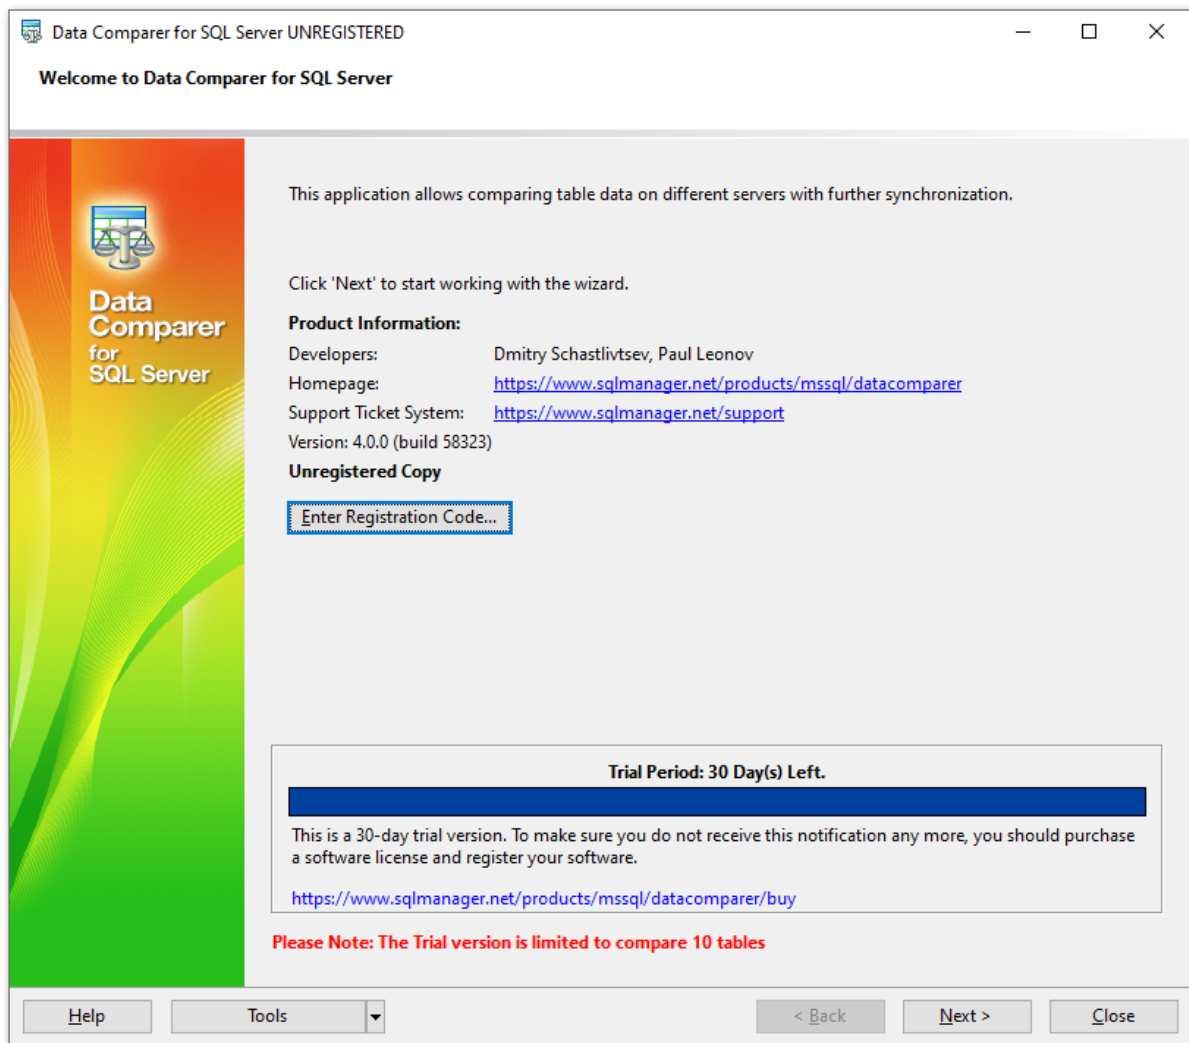 Data Comparer for SQL Server UNREGISTERED
Welcome to Data Comparer for SQL Server
Data
Comparer
for
SQL Server
This application allows comparing table data on different servers with further synchronization.
Click 'Next' to start working with the wizard.
Product Information:
Developers: Dmitry Schastlivtsev, Paul Leonov
Homepage: https://www.sqlmanager.net/products/mssql/datacomparer
Support Ticket System: https://www.sqlmanager.net/support
Version: 4.0.0 (build 58323)
Unregistered Copy
Enter Registration Code...
Trial Period: 30 Day(s) Left.
This is a 30-day trial version. To make sure you do not receive this notification any more, you should purchase
a software license and register your software.
https://www.sqlmanager.net/products/mssql/datacomparer/buy
Please Note: The Trial version is limited to compare 10 tables
Help Tools < Back Next > Close